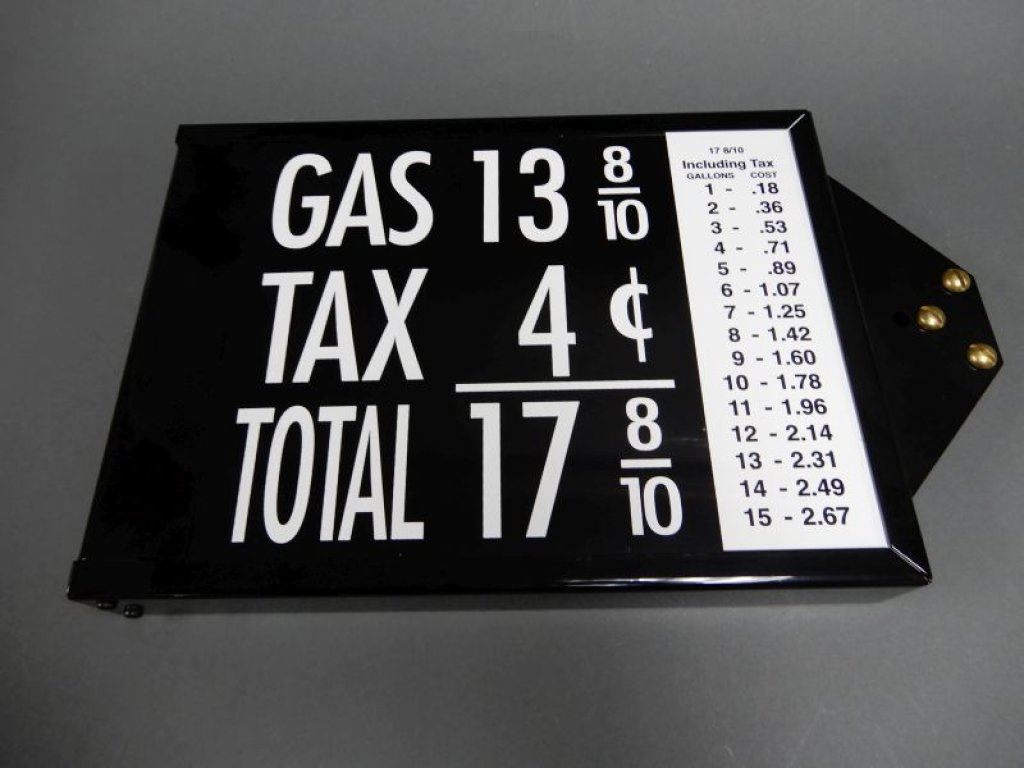 GAS 13 8/10
TAX 4 ¢
TOTAL 17 8/10
17 8/10
Including Tax
GALLONS COST
1 - .18
2 - .36
3 - .53
4 - .71
5 - .89
6 - 1.07
7 - 1.25
8 - 1.42
9 - 1.60
10 - 1.78
11 - 1.96
12 - 2.14
13 - 2.31
14 - 2.49
15 - 2.67